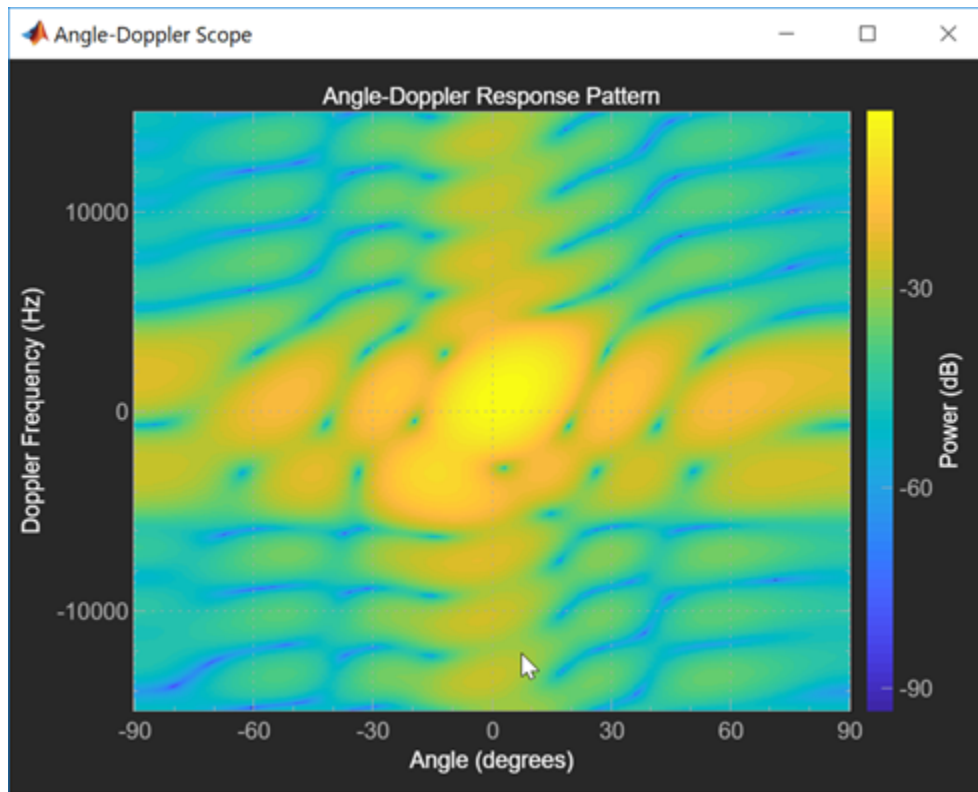 Angle-Doppler Scope
Angle-Doppler Response Pattern
10000
0
-10000
Doppler Frequency (Hz)
-90
-60
-30
0
30
60
90
Angle (degrees)
-30
-60
-90
Power (dB)